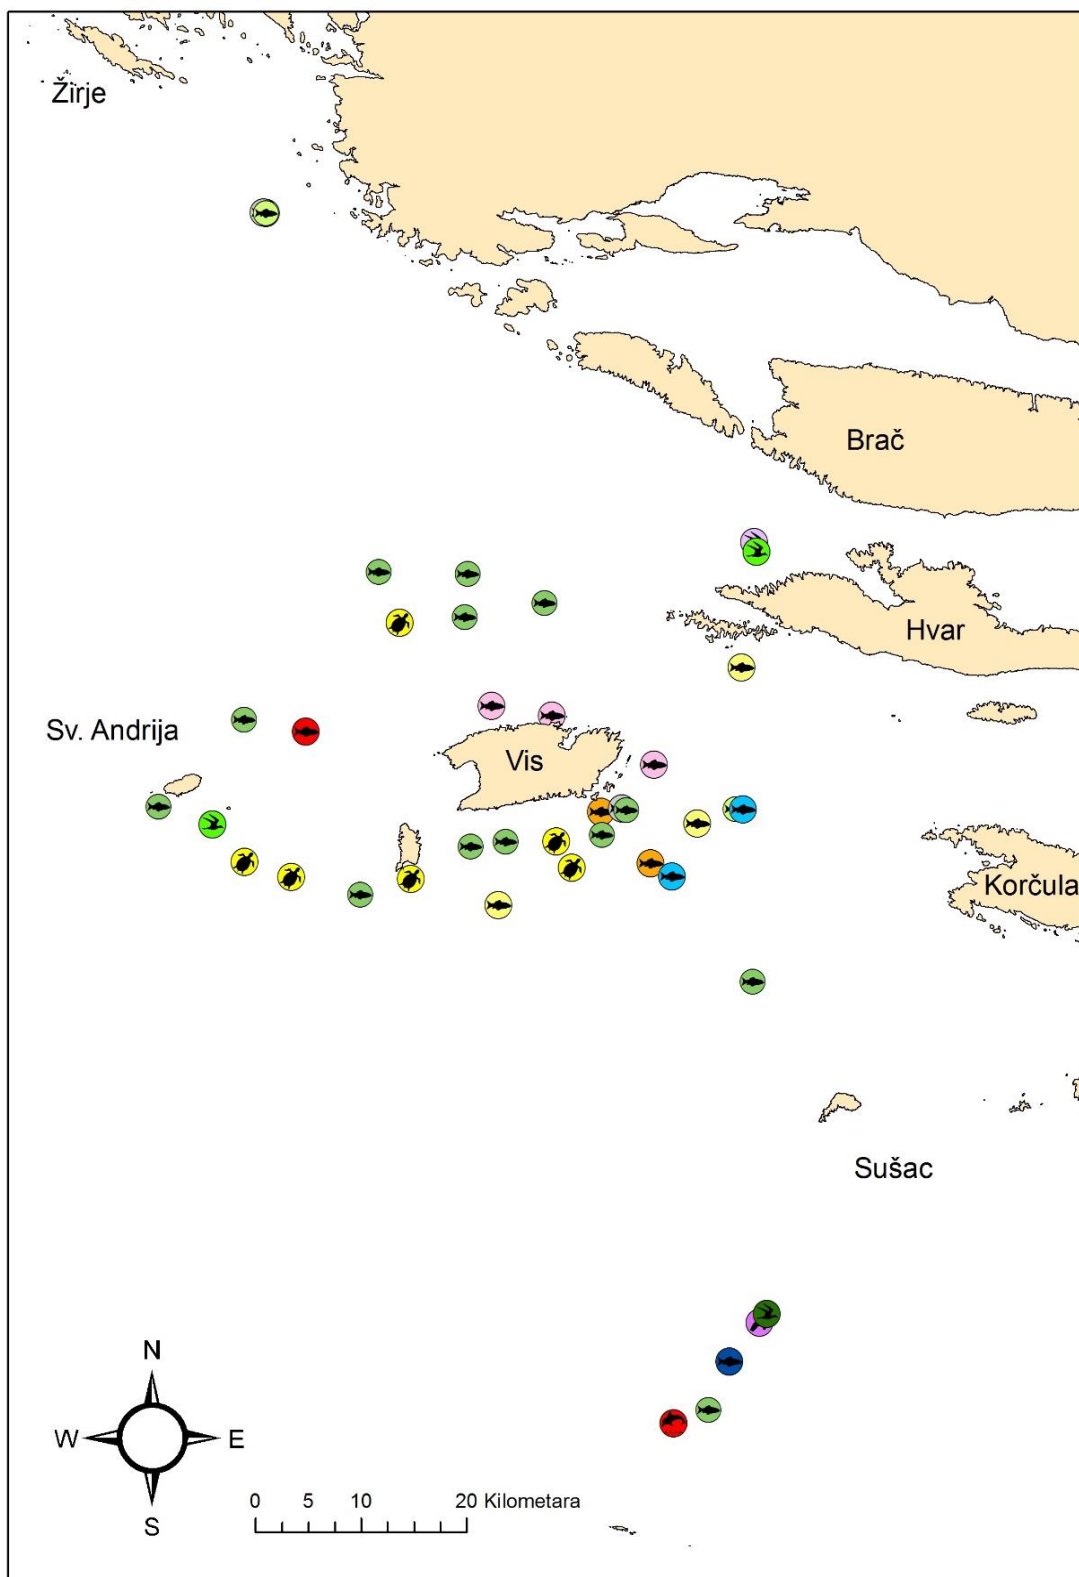 Žirje
Brač
Hvar
Sv. Andrija
Vis
Korčula
Sušac
N
W E
S
0 5 10 20 Kilometara